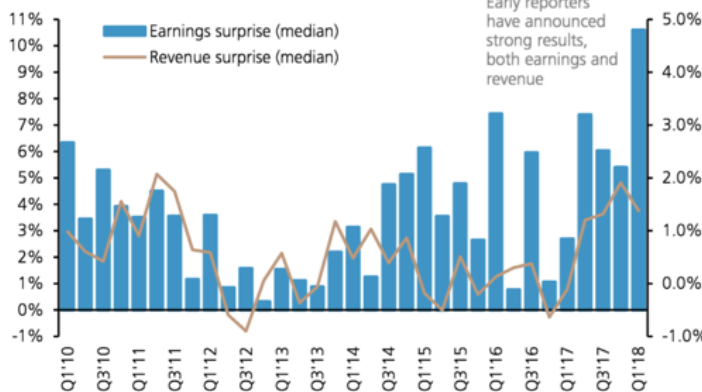 Early reporters
have announced
strong results,
both earnings and
revenue
Earnings surprise (median)
Revenue surprise (median)
11%
10%
9%
8%
7%
6%
5%
4%
3%
2%
1%
0%
-1%
5.0%
4.0%
3.0%
2.0%
1.0%
0.0%
-1.0%
Q1'10
Q3'10
Q1'11
Q3'11
Q1'12
Q3'12
Q1'13
Q3'13
Q1'14
Q3'14
Q1'15
Q3'15
Q1'16
Q3'16
Q1'17
Q3'17
Q1'18